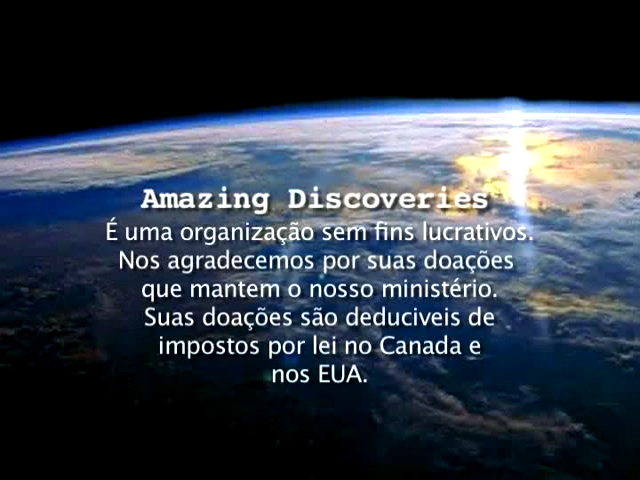 Amazing Discoveries
É uma organização sem fins lucrativos.
Nos agradecemos por suas doações
que mantem o nosso ministério.
Suas doações são deduciveis de
impostos por lei no Canada e
nos EUA.